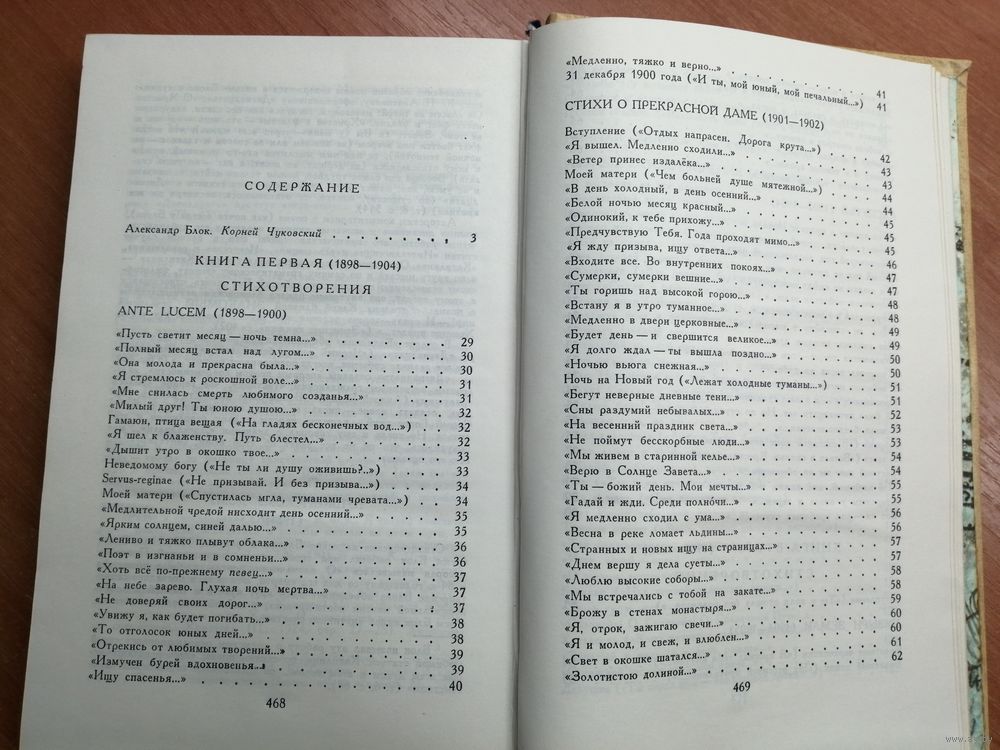 СОДЕРЖАНИЕ
Александр Блок. Корней Чуковский . . . . . . . . . . 3
КНИГА ПЕРВАЯ (1898—1904)
СТИХОТВОРЕНИЯ
ANTE LUCEM (1898—1900)
«Пусть светит месяц — ночь темна...» 29
«Полный месяц встал над лугом...» 30
«Она молода и прекрасна была...» 30
«Я стремлюсь к роскошной воле...» 31
«Мне снилась смерть любимого созданья...» 31
«Милый друг! Ты юною душою...» 32
Гамаюн, птица вещая («На гладях бесконечных вод...») 32
«Я шел к блаженству. Путь блестел...» 32
«Дышит утро в окошко твое...» 33
Неведомому богу («Не ты ли душу оживишь?..») 33
Servus-reginae («Не призывай. И без призыва...») 34
Моей матери («Спустилась мгла, туманами чревата...») 34
«Медлительной чредой нисходит день осенний...» 35
«Ярким солнцем, синей далью...» 35
«Лениво и тяжко плывут облака...» 36
«Поэт в изгнаньи и в сомненьи...» 36
«Хоть всё по-прежнему певец...» 37
«На небе зарево. Глухая ночь мертва...» 37
«Не доверяй своих дорог...» 37
«Увижу я, как будет погибать...» 38
«То отголосок юных дней...» 38
«Отрекись от любимых творений...» 39
«Измучен бурей вдохновенья...» 39
«Ищу спасенья...» 40
468
«Медленно, тяжко и верно...» 41
31 декабря 1900 года («И ты, мой юный, мой печальный...») 41
СТИХИ О ПРЕКРАСНОЙ ДАМЕ (1901—1902)
Вступление («Отдых напрасен. Дорога крута...») 42
«Я вышел. Медленно сходили...» 43
«Ветер принес издалёка...» 43
Моей матери («Чем больней душе мятежной...») 44
«В день холодный, в день осенний...» 44
«Белой ночью месяц красный...» 45
«Одинокий, к тебе прихожу...» 45
«Предчувствую Тебя. Года проходят мимо...» 45
«Я жду призыва, ищу ответа...» 46
«Входите все. Во внутренних покоях...» 47
«Сумерки, сумерки вешние...» 47
«Ты горишь над высокой горою...» 48
«Встану я в утро туманное...» 48
«Медленно в двери церковные...» 49
«Будет день — и свершится великое...» 49
«Я долго ждал — ты вышла поздно...» 50
«Ночью вьюга снежная...» 50
Ночь на Новый год («Лежат холодные туманы...») 51
«Бегут неверные дневные тени...» 51
«Сны раздумий небывалых...» 52
«На весенний праздник света...» 53
«Не поймут бесскорбные люди...» 53
«Мы живем в старинной келье...» 54
«Верю в Солнце Завета...» 54
«Ты — божий день. Мои мечты...» 55
«Гадай и жди. Среди полно́чи...» 55
«Я медленно сходил с ума...» 56
«Весна в реке ломает льдины...» 56
«Странных и новых ищу на страницах...» 57
«Днем вершу я дела суеты...» 57
«Люблю высокие соборы...» 58
«Мы встречались с тобой на закате...» 58
«Брожу в стенах монастыря...» 59
«Я, отрок, зажигаю свечи...» 60
«Я и молод, и свеж, и влюблен...» 60
«Свет в окошке шатался...» 61
«Золотистою долиной...» 62
469